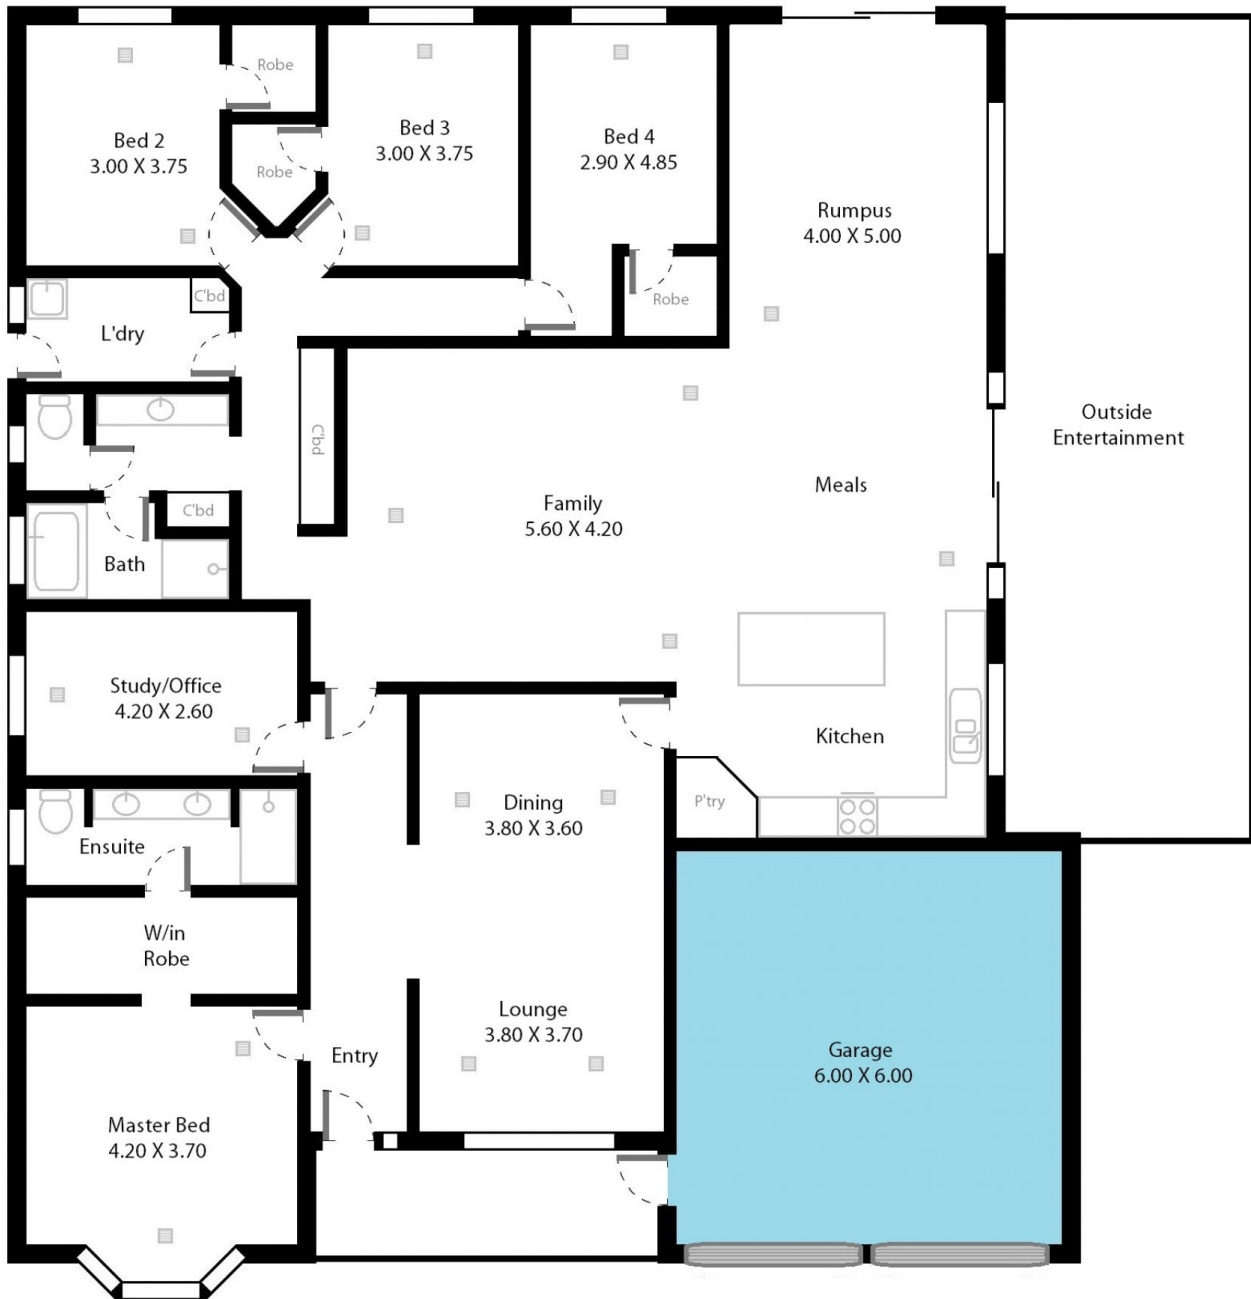 Robe
Bed 2
3.00 X 3.75
Bed 3
3.00 X 3.75
Bed 4
2.90 X 4.85
Robe
Rumpus
4.00 X 5.00
C'bd
Robe
L'dry
C'bd
Outside
Entertainment
Family
5.60 X 4.20
Meals
C'bd
Bath
Study/Office
4.20 X 2.60
Kitchen
P'try
Dining
3.80 X 3.60
Ensuite
W/in
Robe
Lounge
3.80 X 3.70
Entry
Garage
6.00 X 6.00
Master Bed
4.20 X 3.70